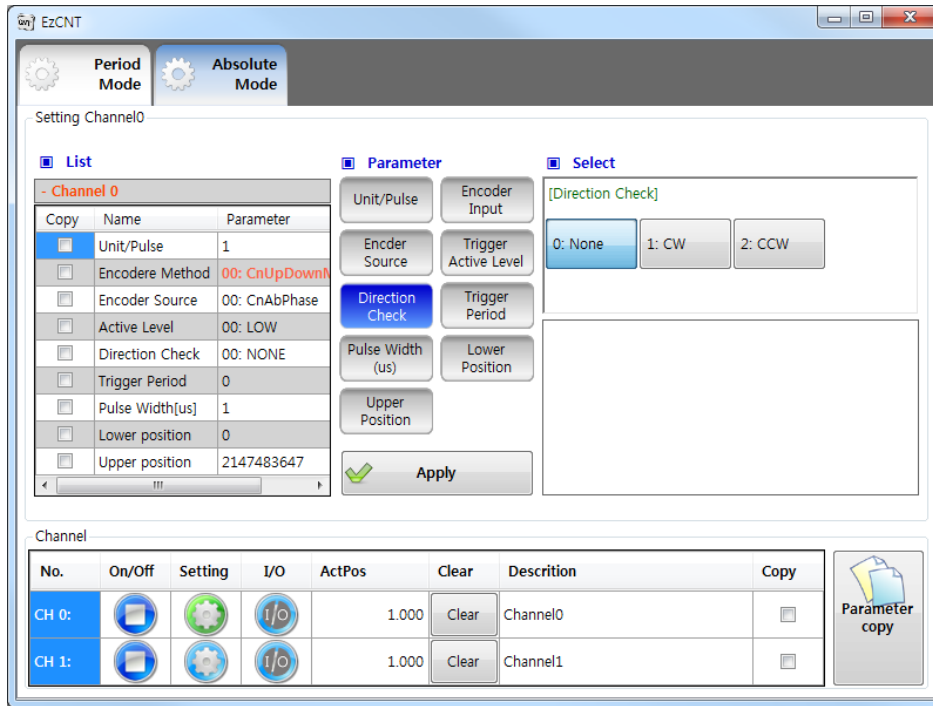 EzCNT
Period
Mode
Absolute
Mode
Setting Channel0
List
- Channel 0
Copy Name Parameter
Unit/Pulse 1
Encodere Method 00: CnUpDownM
Encoder Source 00: CnAbPhase
Active Level 00: LOW
Direction Check 00: NONE
Trigger Period 0
Pulse Width[us] 1
Lower position 0
Upper position 2147483647
Parameter
Unit/Pulse
Encoder
Input
Encder
Source
Trigger
Active Level
Direction
Check
Trigger
Period
Pulse Width
(us)
Lower
Position
Upper
Position
Apply
Select
[Direction Check]
0: None 1: CW 2: CCW
Channel
No. On/Off Setting I/O ActPos Clear Descrition Copy
CH 0: I/O 1.000 Clear Channel0
CH 1: I/O 1.000 Clear Channel1
Parameter
copy